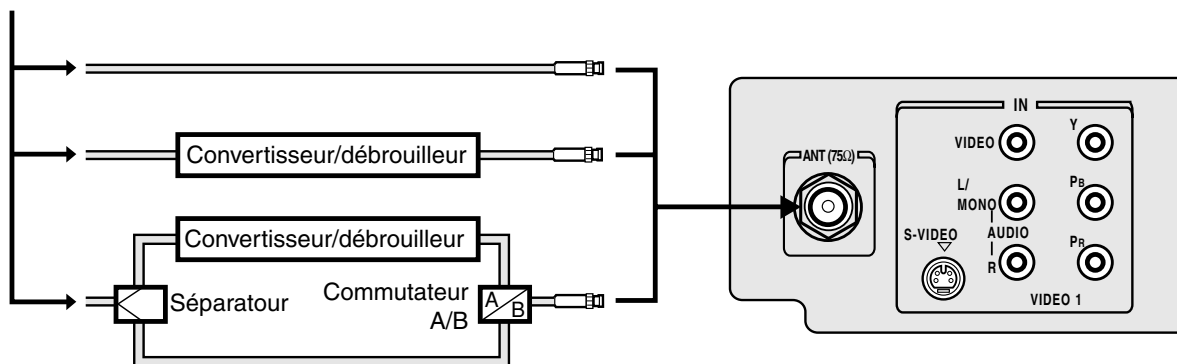 Convertisseur/débrouilleur
Convertisseur/débrouilleur
Séparatour
Commutateur
A/B
A
B
ANT (75Ω)
IN
VIDEO
Y
L/
MONO
PB
AUDIO
S-VIDEO
R
PR
VIDEO 1